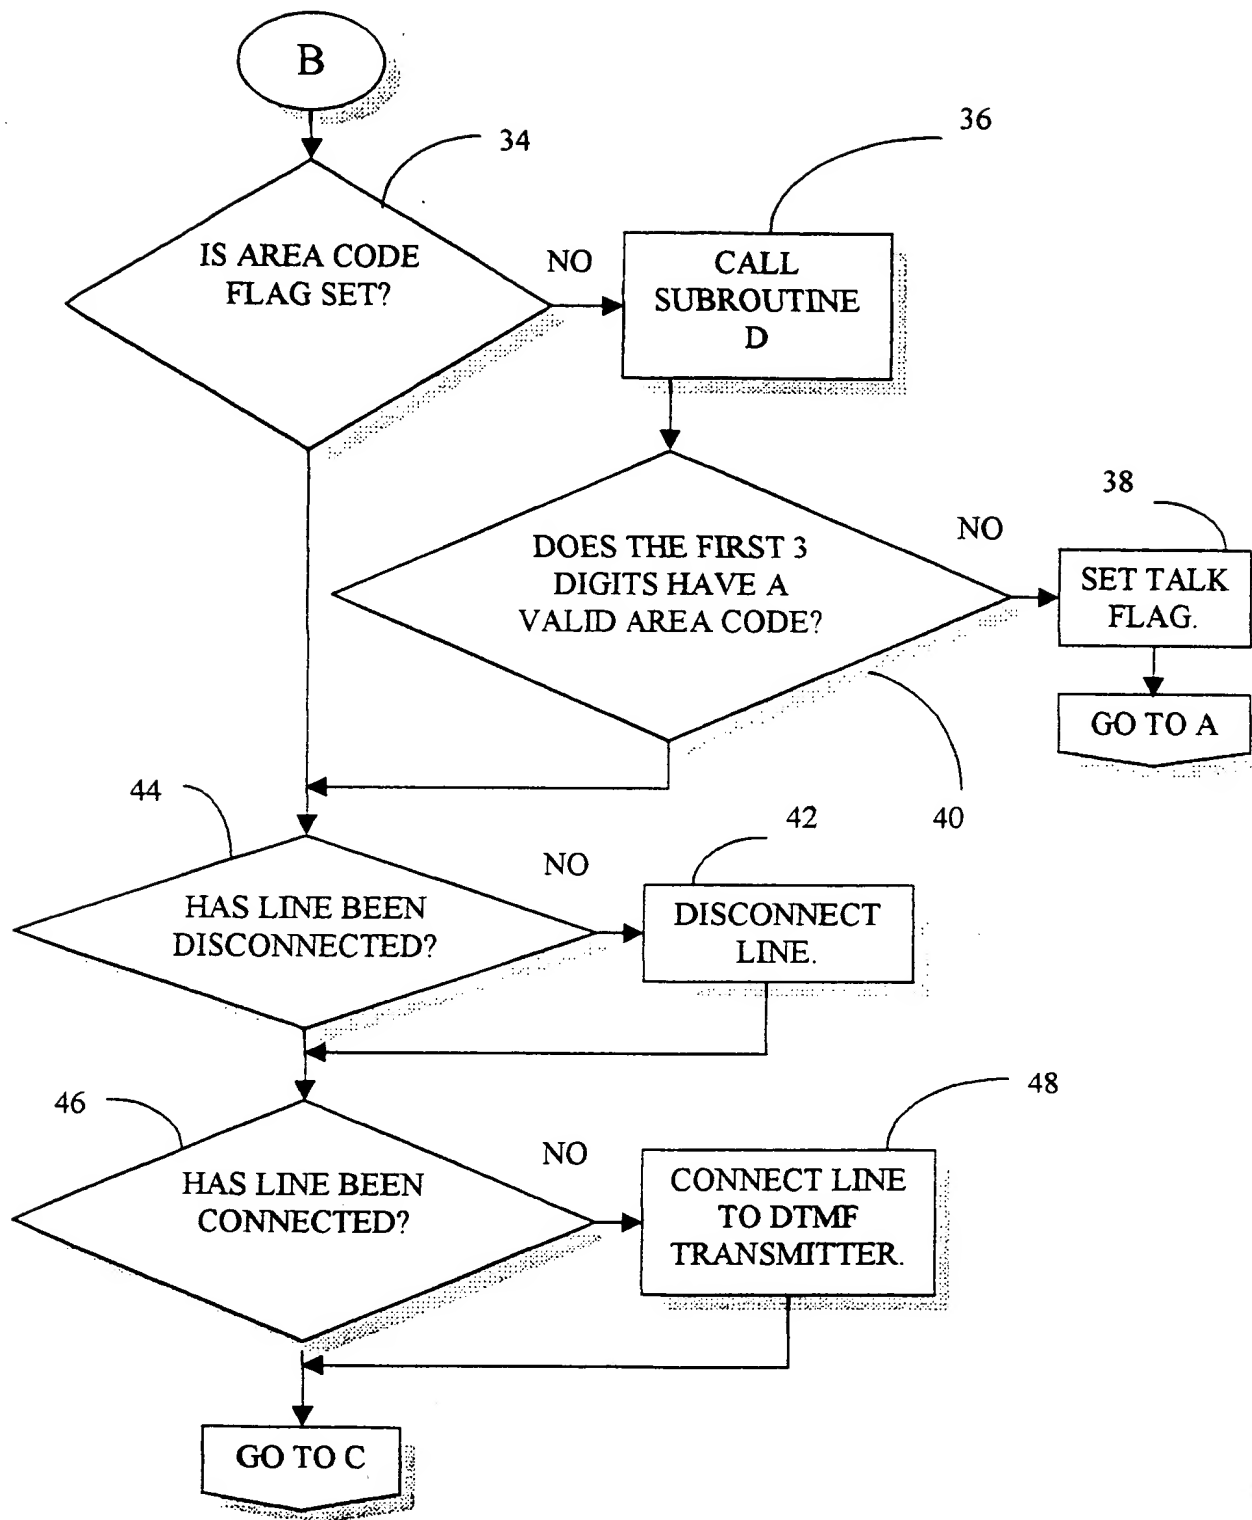 B
34
36
IS AREA CODE
FLAG SET?
NO
CALL
SUBROUTINE
D
38
DOES THE FIRST 3
DIGITS HAVE A
VALID AREA CODE?
NO
SET TALK
FLAG.
GO TO A
40
44
42
HAS LINE BEEN
DISCONNECTED?
NO
DISCONNECT
LINE.
46
48
HAS LINE BEEN
CONNECTED?
NO
CONNECT LINE
TO DTMF
TRANSMITTER.
GO TO C